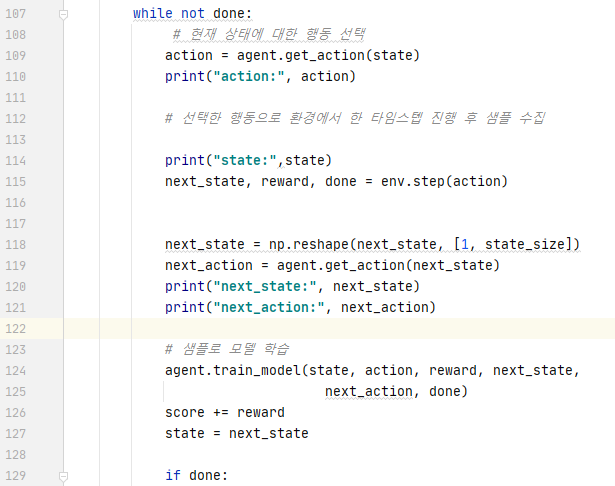 107 while not done:
108 # 현재 상태에 대한 행동 선택
109 action = agent.get_action(state)
110 print("action:", action)
111
112 # 선택한 행동으로 환경에서 한 타임스텝 진행 후 샘플 수집
113
114 print("state:",state)
115 next_state, reward, done = env.step(action)
116
117
118 next_state = np.reshape(next_state, [1, state_size])
119 next_action = agent.get_action(next_state)
120 print("next_state:", next_state)
121 print("next_action:", next_action)
122
123 # 샘플로 모델 학습
124 agent.train_model(state, action, reward, next_state,
125 next_action, done)
126 score += reward
127 state = next_state
128
129 if done: